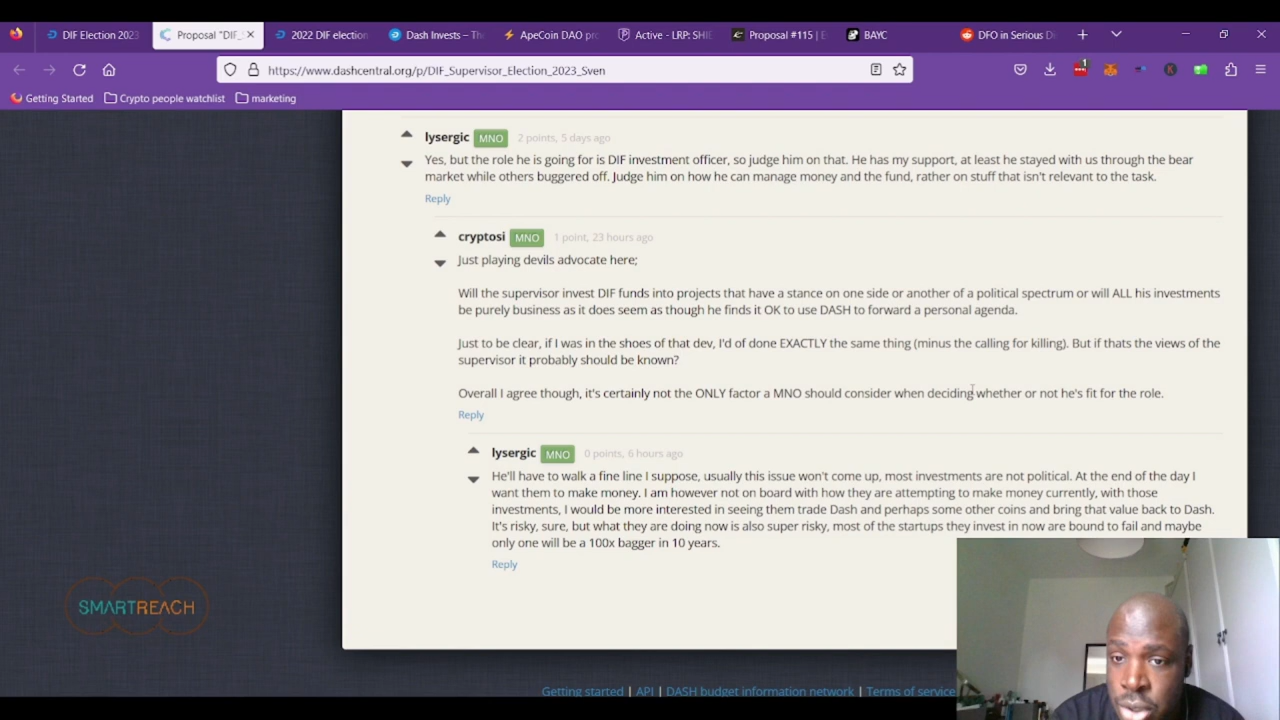 DIF Election 2023
Proposal "DIF_
2022 DIF election
Dash Invests – Th
ApeCoin DAO pr
Active - LRP: SHIE
Proposal #115 | E
BAYC
DFO in Serious De
https://www.dashcentral.org/p/DIF_Supervisor_Election_2023_Sven
1
K
Getting Started
Crypto people watchlist
marketing
lysergic MNO 2 points, 5 days ago
Yes, but the role he is going for is DIF investment officer, so judge him on that. He has my support, at least he stayed with us through the bear
market while others buggered off. Judge him on how he can manage money and the fund, rather on stuff that isn't relevant to the task.
Reply
cryptosi MNO 1 point, 23 hours ago
Just playing devils advocate here;
Will the supervisor invest DIF funds into projects that have a stance on one side or another of a political spectrum or will ALL his investments
be purely business as it does seem as though he finds it OK to use DASH to forward a personal agenda.
Just to be clear, if I was in the shoes of that dev, I'd of done EXACTLY the same thing (minus the calling for killing). But if thats the views of the
supervisor it probably should be known?
Overall I agree though, it's certainly not the ONLY factor a MNO should consider when deciding whether or not he's fit for the role.
Reply
lysergic MNO 0 points, 6 hours ago
He'll have to walk a fine line I suppose, usually this issue won't come up, most investments are not political. At the end of the day I
want them to make money. I am however not on board with how they are attempting to make money currently, with those
investments, I would be more interested in seeing them trade Dash and perhaps some other coins and bring that value back to Dash.
It's risky, sure, but what they are doing now is also super risky, most of the startups they invest in now are bound to fail and maybe
only one will be a 100x bagger in 10 years.
Reply
SMARTREACH
Getting started | API | DASH budget information network | Terms of service